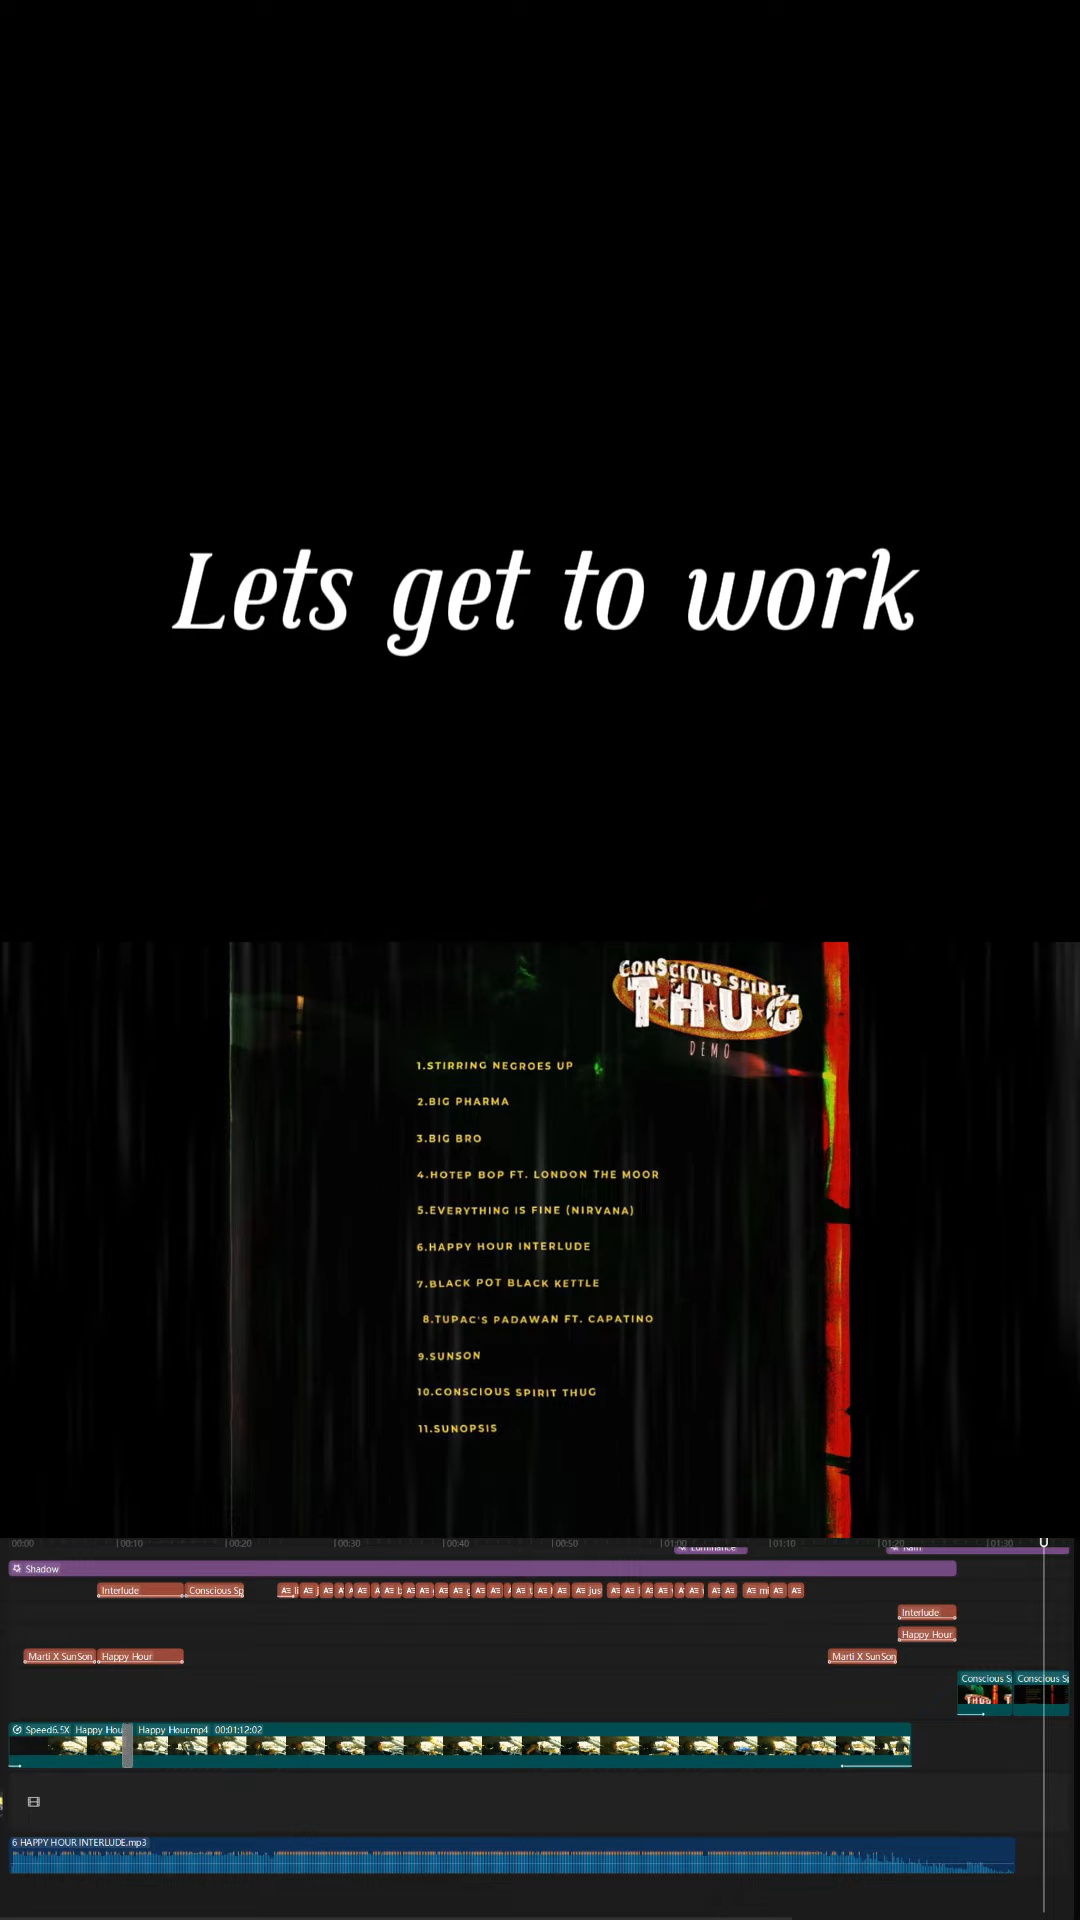 Lets get to work
CONSCIOUS SPIRIT
THUG
DEMO
1.STIRRING NEGROES UP
2.BIG PHARMA
3.BIG BRO
4.HOTEP BOP FT. LONDON THE MOOR
5.EVERYTHING IS FINE (NIRVANA)
6.HAPPY HOUR INTERLUDE
7.BLACK POT BLACK KETTLE
8.TUPAC'S PADAWAN FT. CAPATINO
9.SUNSON
10.CONSCIOUS SPIRIT THUG
11.SUNOPSIS
00:00 00:10 00:20 00:30 00:40 00:50 01:00 01:10 01:20 01:30
Luminance Rain
Shadow
Interlude Conscious Sp
Interlude
Happy Hour
Marti X SunSon Happy Hour Marti X SunSon
Conscious S Conscious Sp
Speed6.5X Happy Hou Happy Hour.mp4 00:01:12:02
6 HAPPY HOUR INTERLUDE.mp3